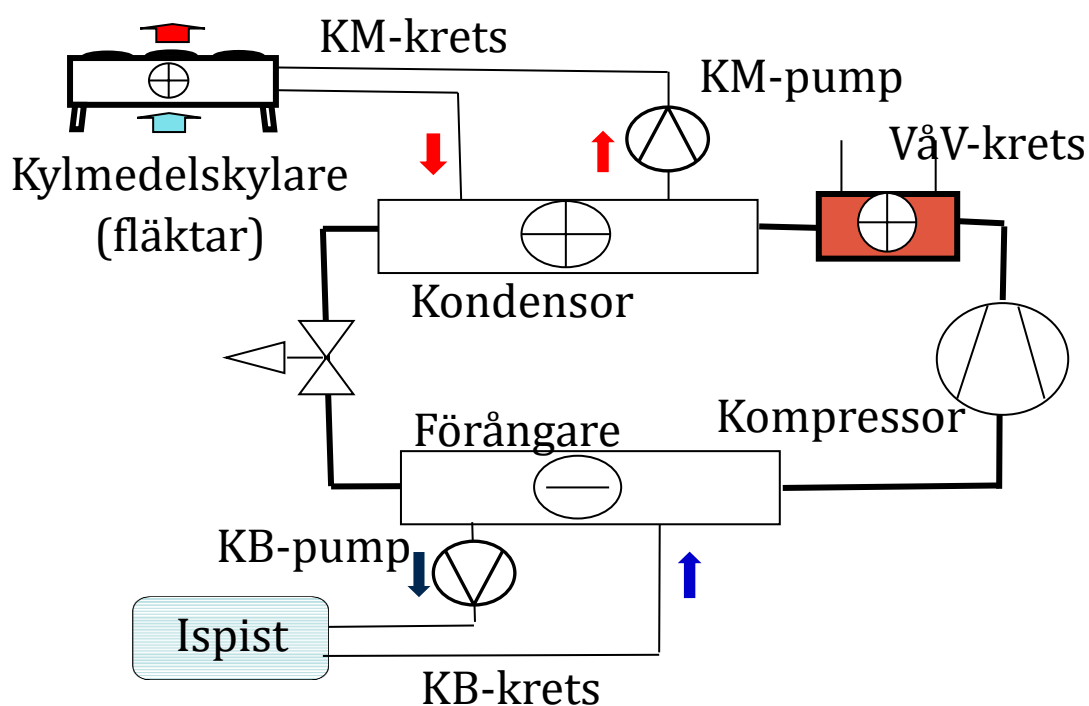 KM-krets
KM-pump
VåV-krets
Kylmedelskylare
(fläktar)
Kondensor
Kompressor
Förångare
KB-pump
Ispist
KB-krets